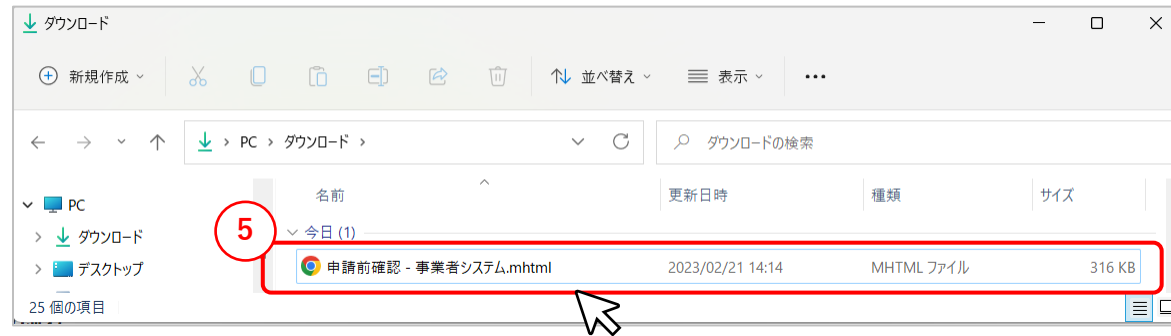 ダウンロード
新規作成 並べ替え 表示 •••
PC > ダウンロード > ダウンロードの検索
名前 更新日時 種類 サイズ
PC
ダウンロード
デスクトップ
5
今日 (1)
申請前確認 - 事業者システム.mhtml 2023/02/21 14:14 MHTML ファイル 316 KB
25 個の項目